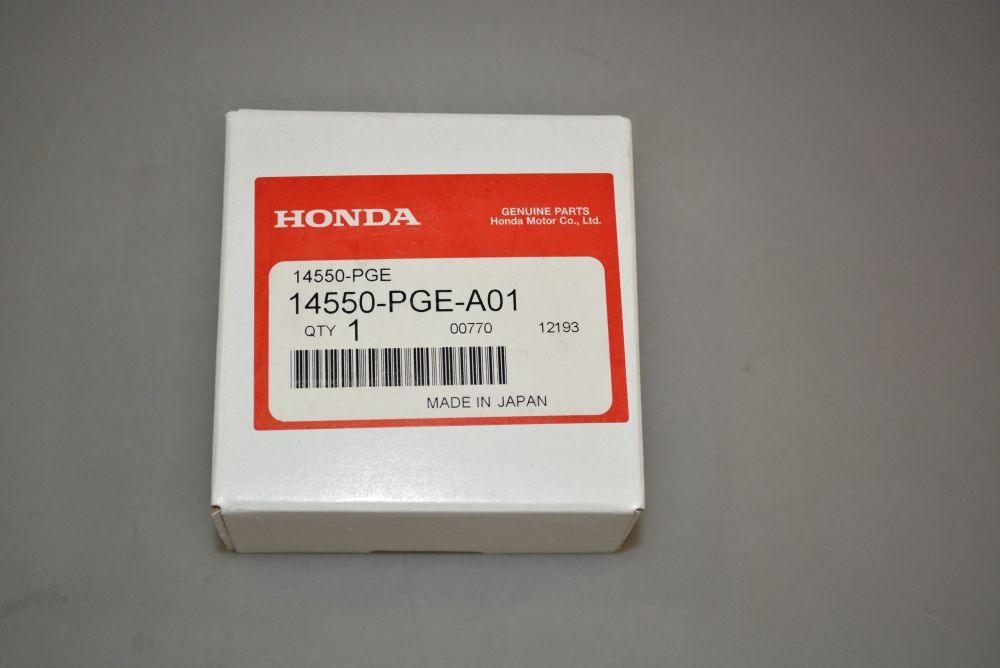 HONDA
GENUINE PARTS
Honda Motor Co., Ltd.
14550-PGE
14550-PGE-A01
QTY 1 00770 12193
MADE IN JAPAN